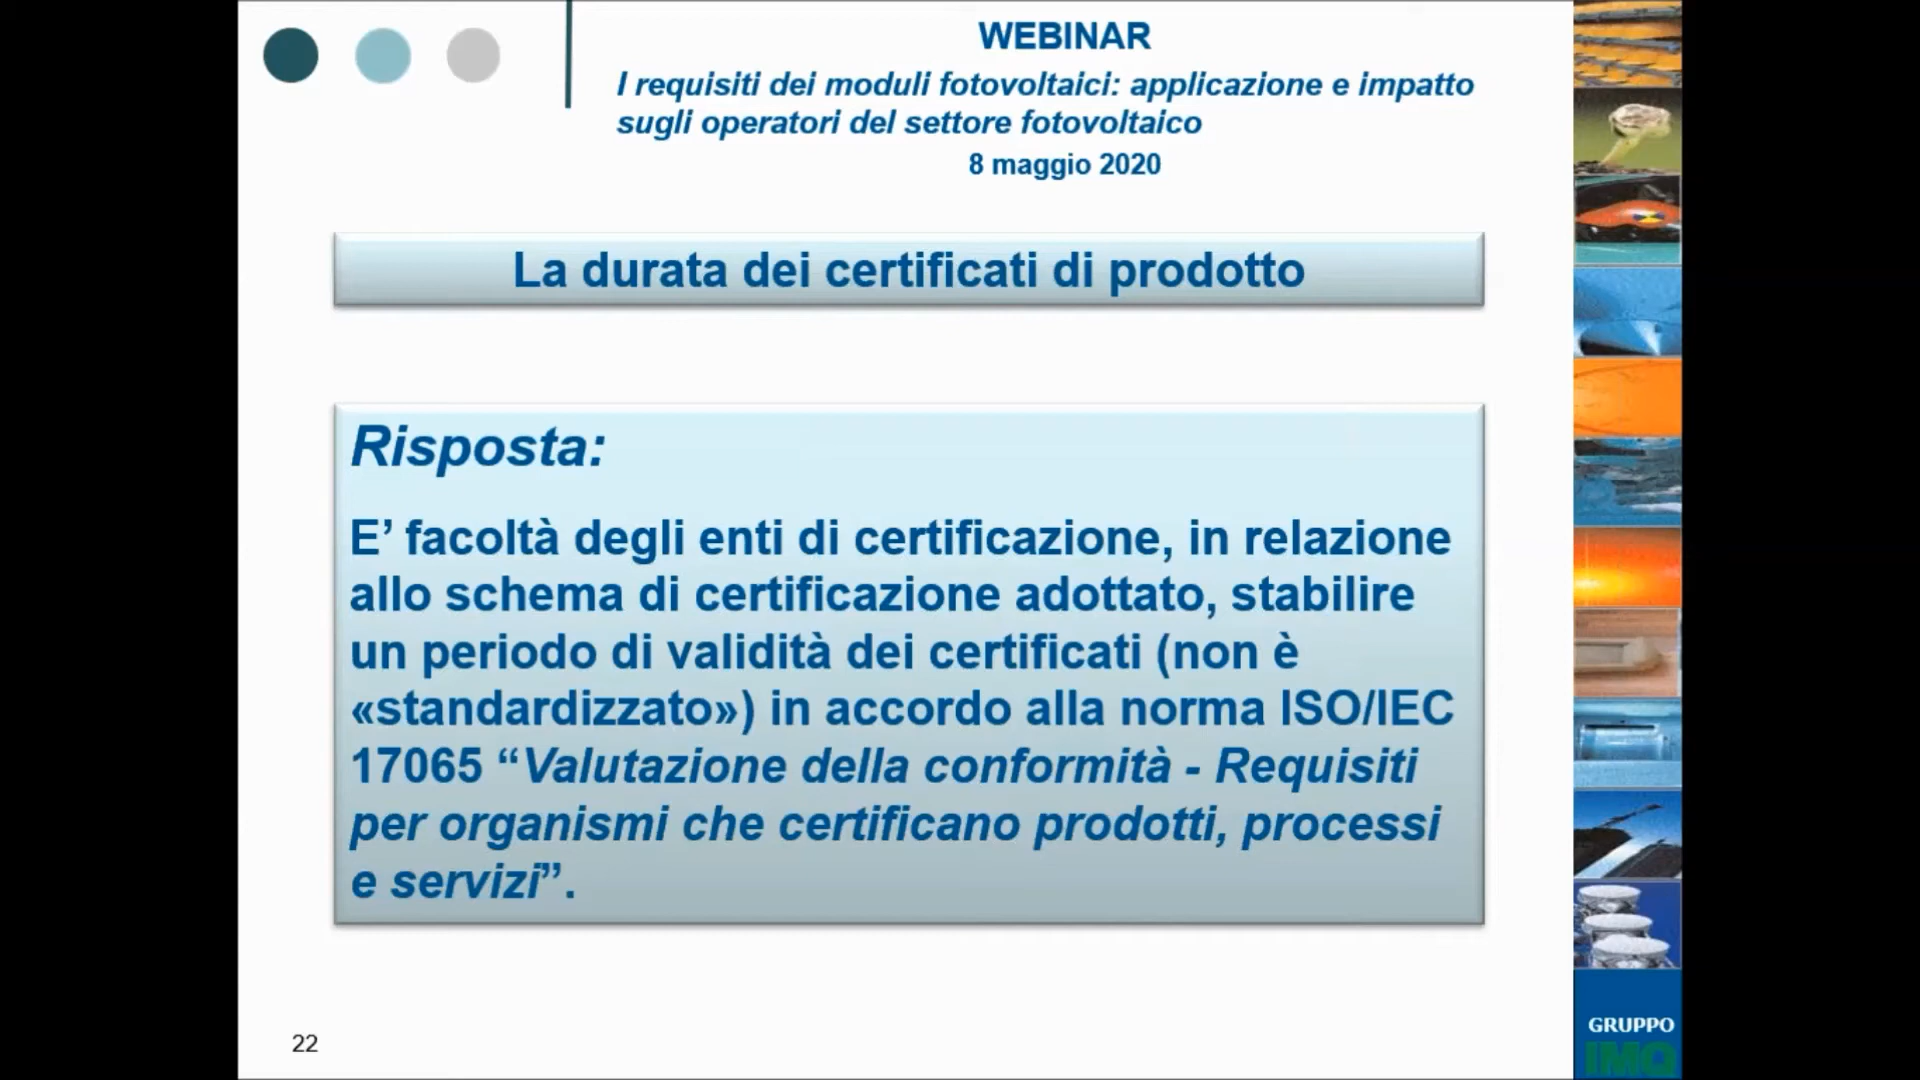 WEBINAR
I requisiti dei moduli fotovoltaici: applicazione e impatto
sugli operatori del settore fotovoltaico
8 maggio 2020
La durata dei certificati di prodotto
Risposta:
E’ facoltà degli enti di certificazione, in relazione
allo schema di certificazione adottato, stabilire
un periodo di validità dei certificati (non è
«standardizzato») in accordo alla norma ISO/IEC
17065 “Valutazione della conformità - Requisiti
per organismi che certificano prodotti, processi
e servizi”.
22
GRUPPO
IMQ